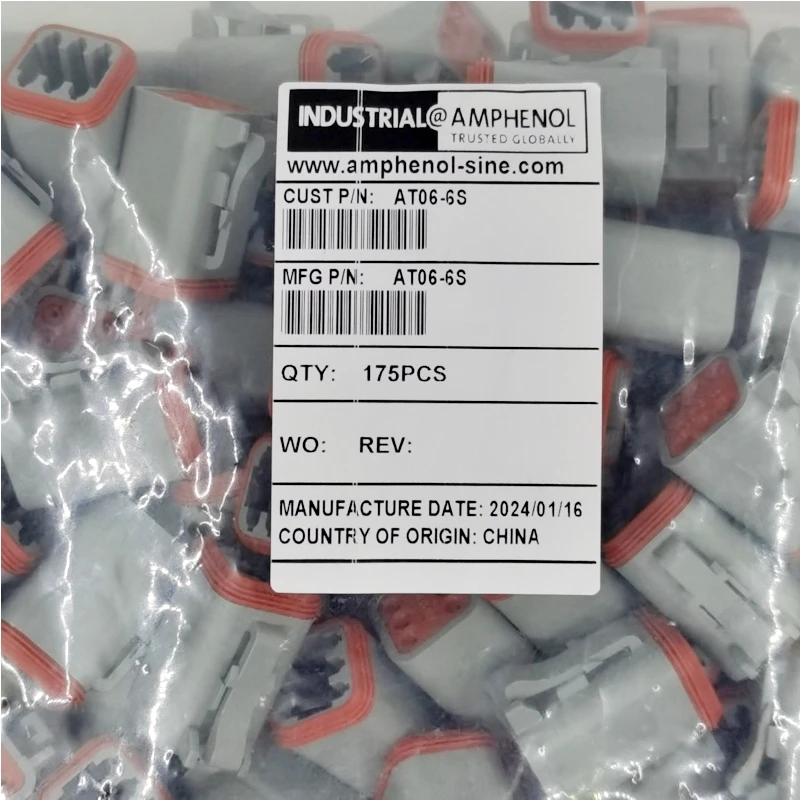 INDUSTRIAL@AMPHENOL
TRUSTED GLOBALLY
www.amphenol-sine.com
CUST P/N: AT06-6S
MFG P/N: AT06-6S
QTY: 175PCS
WO: REV:
MANUFACTURE DATE: 2024/01/16
COUNTRY OF ORIGIN: CHINA